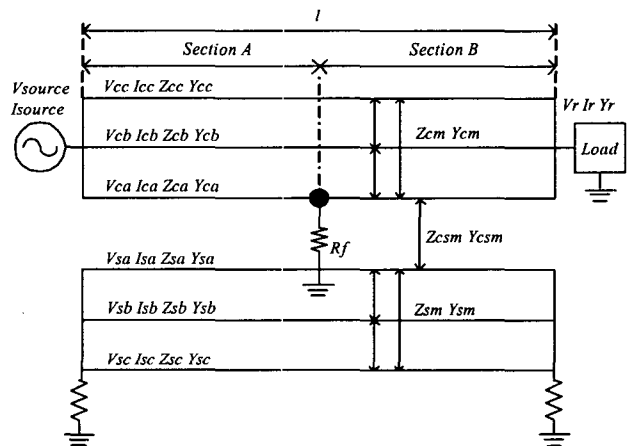 l
Section A
Section B
Vsource
Isource
Vcc Icc Zcc Ycc
Vr Ir Yr
Vcb Icb Zcb Ycb
Zcm Ycm
Load
Vca Ica Zca Yca
Rf
Zcsm Ycsm
Vsa Isa Zsa Ysa
Vsb Isb Zsb Ysb
Zsm Ysm
Vsc Isc Zsc Ysc